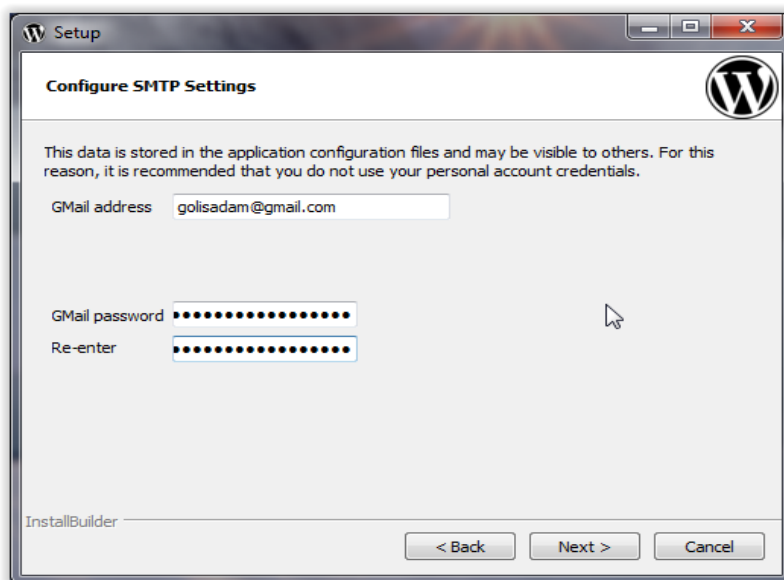 Setup
Configure SMTP Settings
This data is stored in the application configuration files and may be visible to others. For this
reason, it is recommended that you do not use your personal account credentials.
GMail address golisadam@gmail.com
GMail password •••••••••••••••••
Re-enter •••••••••••••••••
InstallBuilder
< Back Next > Cancel